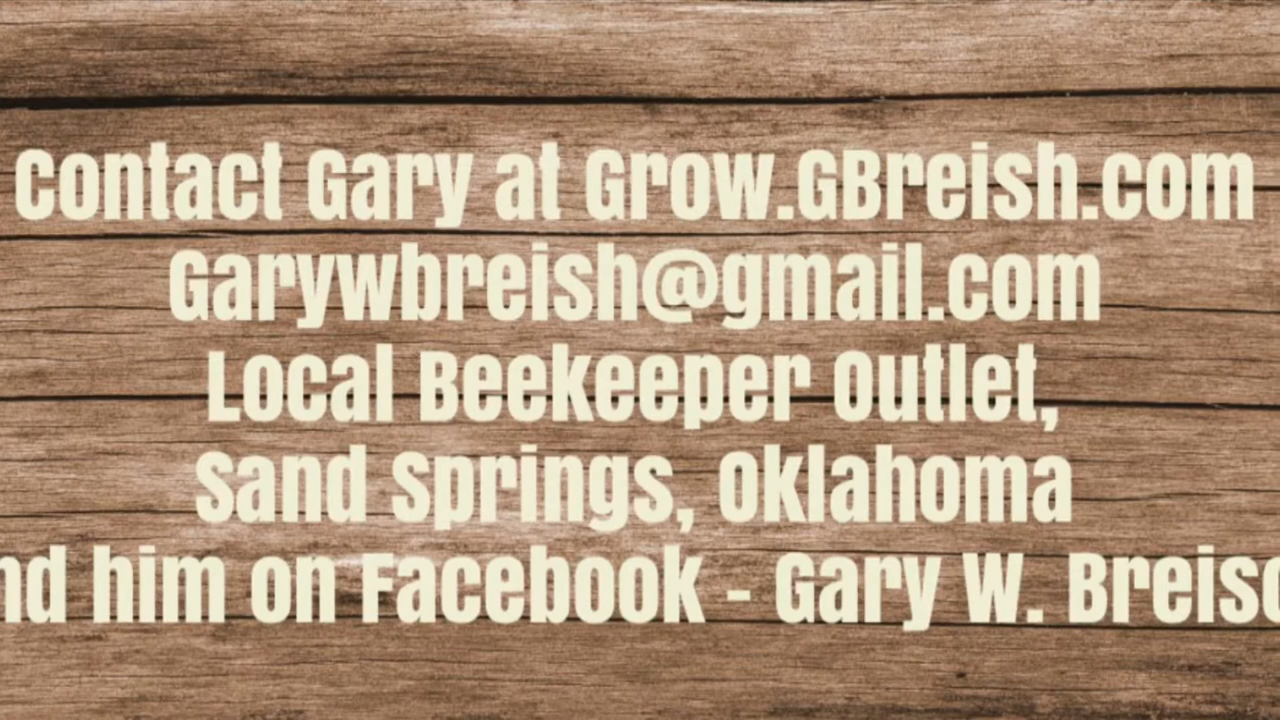 Contact Gary at Grow.GBreish.com
Garywbreish@gmail.com
Local Beekeeper Outlet,
Sand Springs, Oklahoma
him on Facebook - Gary W.